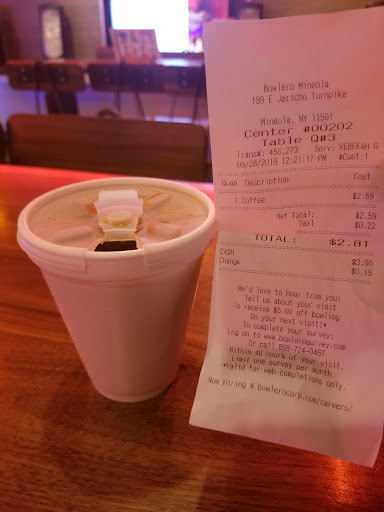 Bowlero Mineola
199 E Jericho Turnpike
Mineola, NY 11501
Center #00202
Table Q#3
Trans#: 456,273 Serv: REBEKAH G
09/28/2019 12:21:17 PM #Cust:1
Quan Description Cost
1 Coffee $2.59
Net Total: $2.59
Tax1 $0.22
TOTAL: $2.81
CASH $3.00
Change $0.19
We'd love to hear from you!
Tell us about your visit
To receive $5.00 off bowling
On your next visit!*
To complete your survey:
Log on to www.bowlerosurvey.com
Or call 888-724-0467
Within 48 hours of your visit.
Limit one survey per month.
*Valid for web completions only.
Now Hiring @ bowlerocorp.com/careers/